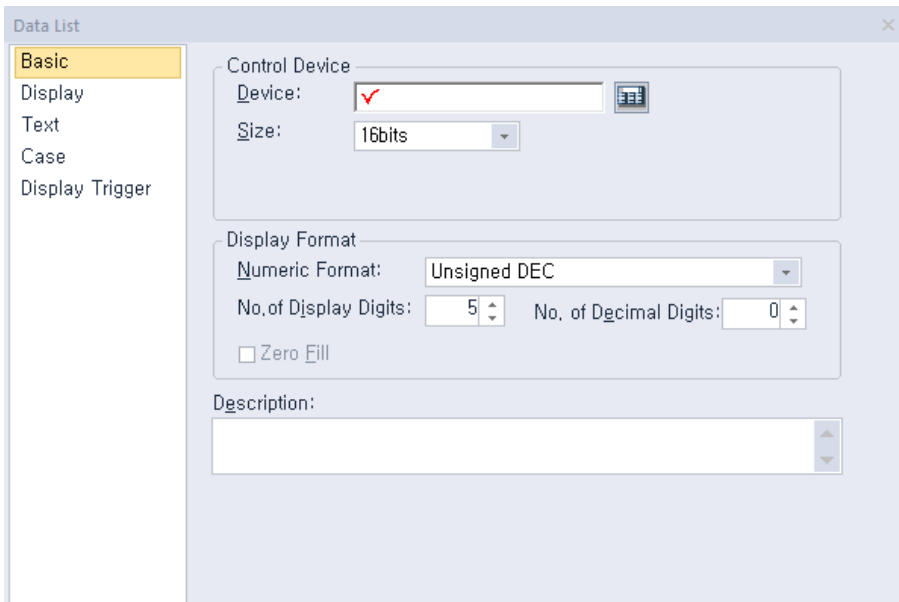 Data List
Basic
Display
Text
Case
Display Trigger
Control Device
Device:
Size:
16bits
Display Format
Numeric Format:
Unsigned DEC
No.of Display Digits:
5
No. of Decimal Digits:
0
Zero Fill
Description: